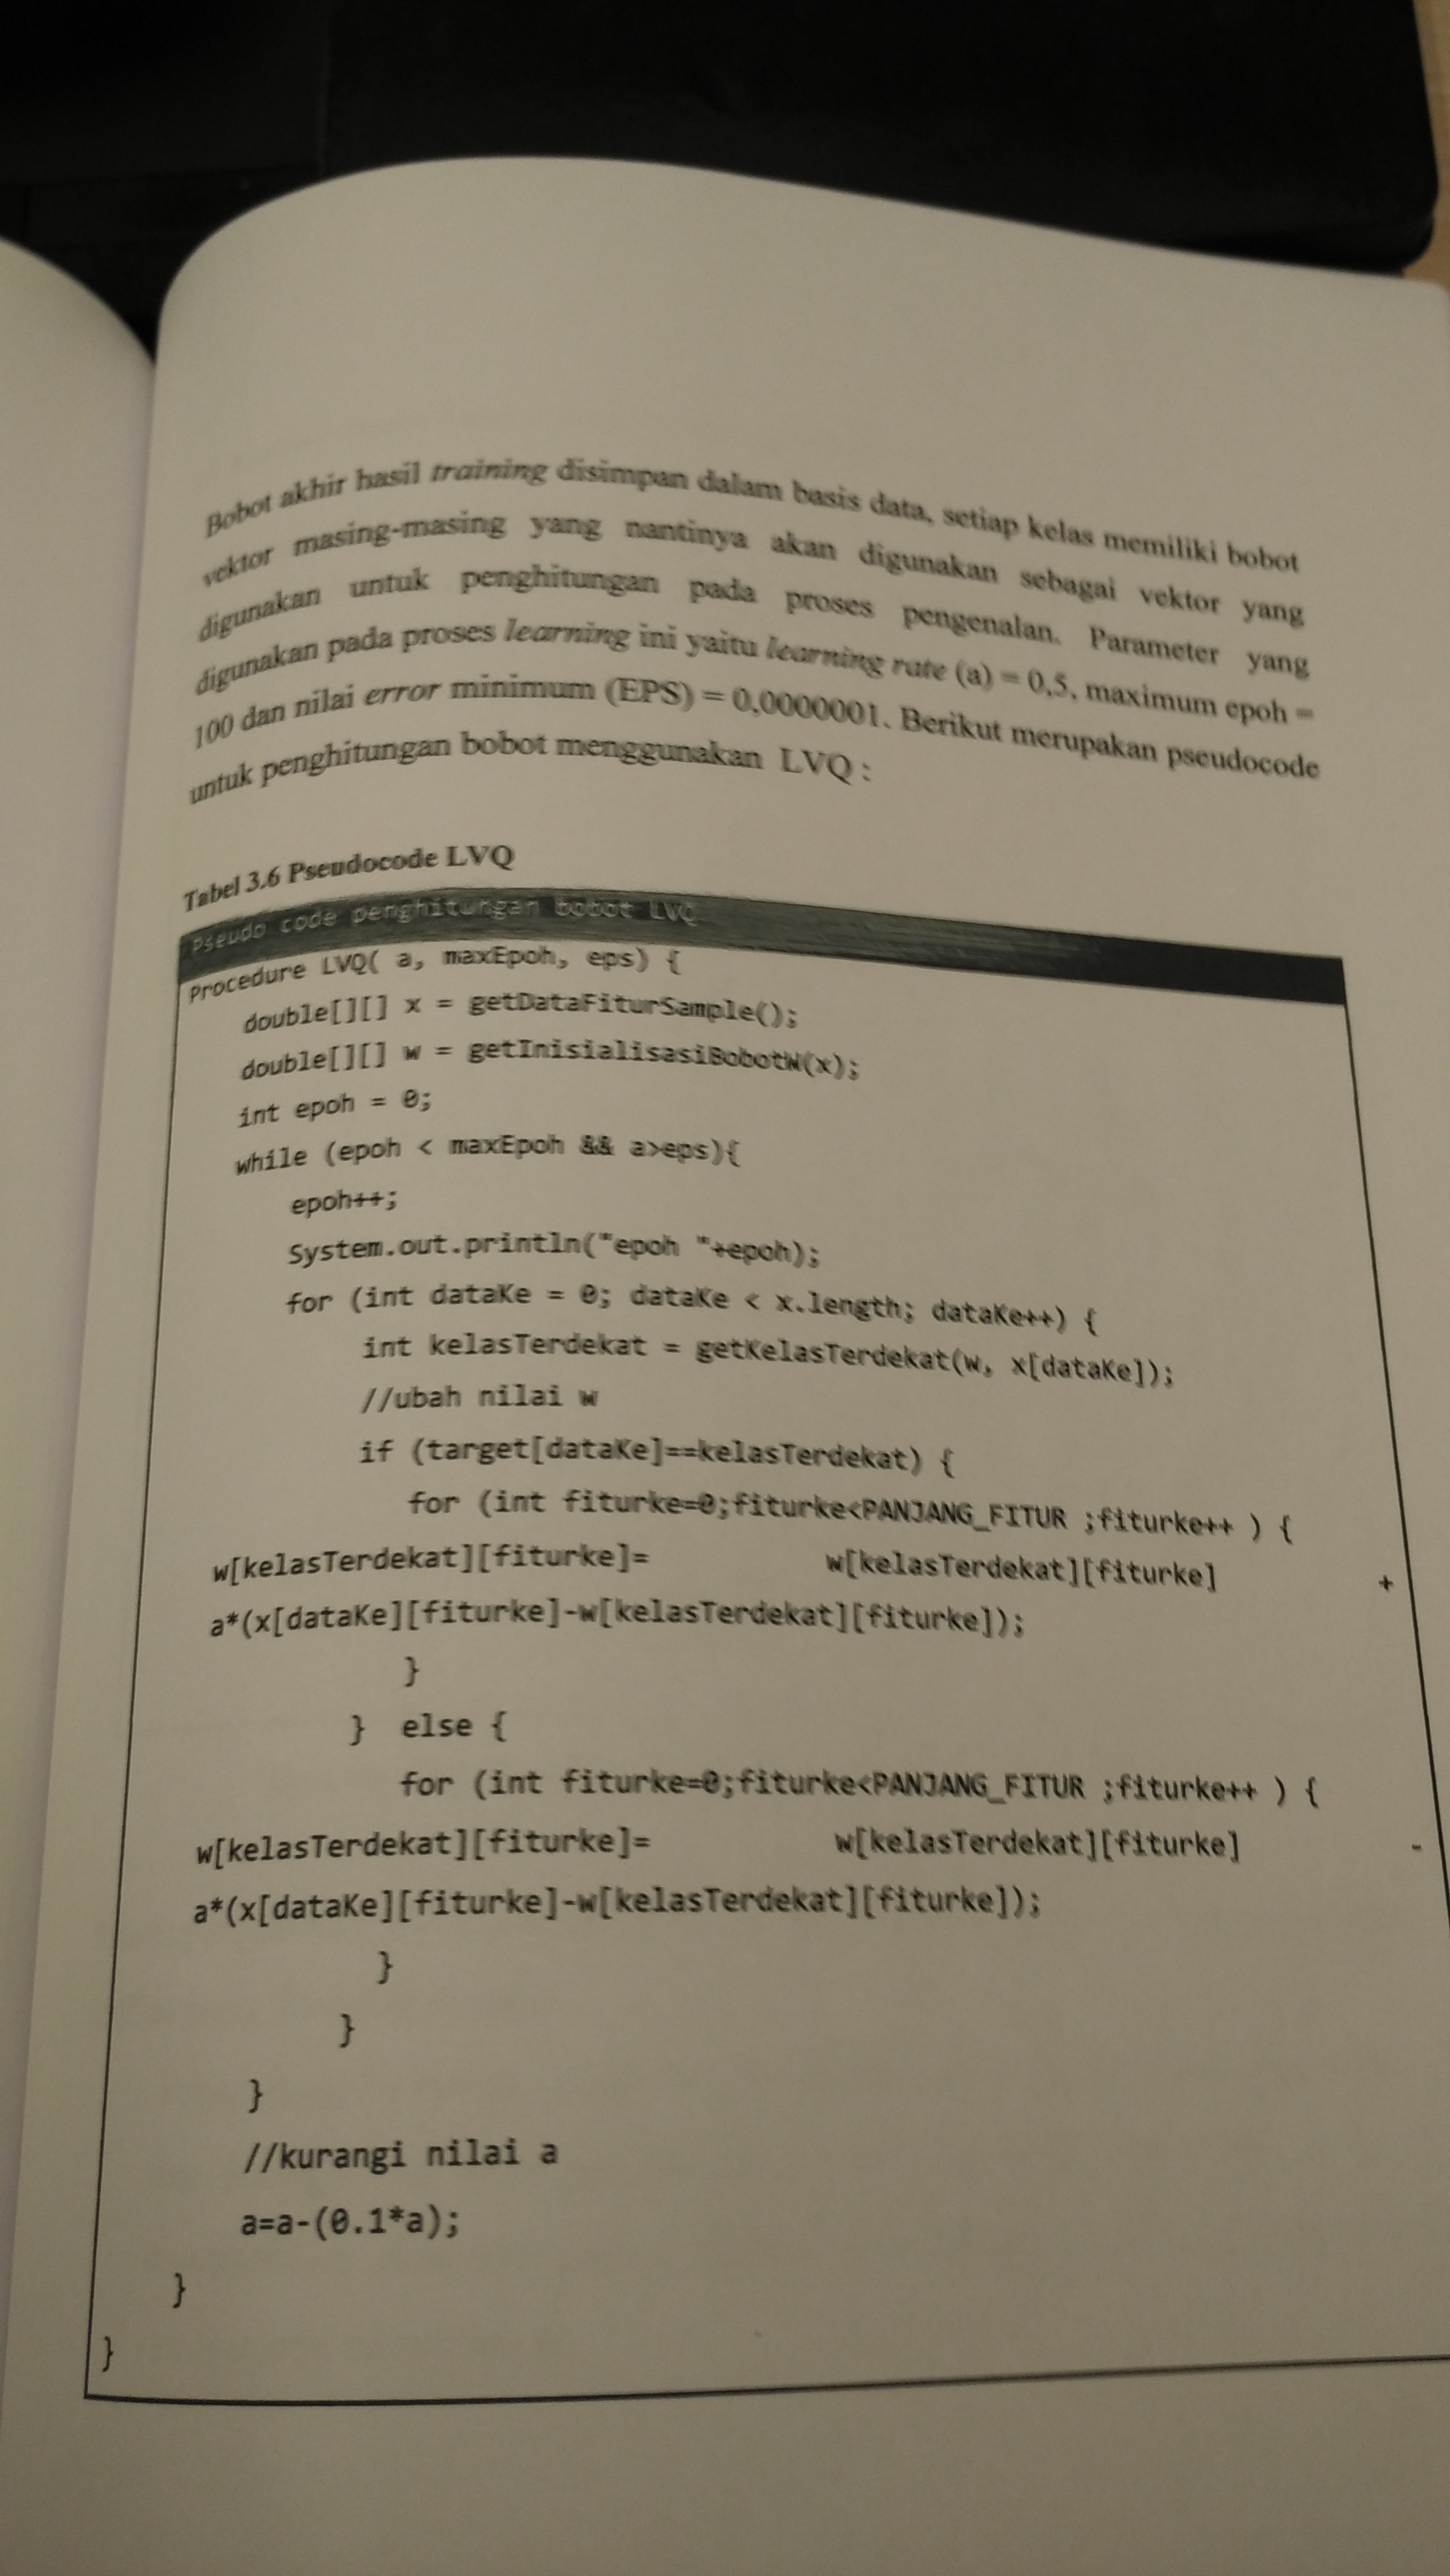 Bobot akhir hasil training disimpan dalam basis data, setiap kelas memiliki bobot
vektor masing-masing yang nantinya akan digunakan sebagai vektor yang
digunakan untuk penghitungan pada proses pengenalan. Parameter yang
digunakan pada proses learning ini yaitu learning rate (a) = 0,5, maximum epoh =
100 dan nilai error minimum (EPS) = 0,0000001. Berikut merupakan pseudocode
untuk penghitungan bobot menggunakan LVQ :
Tabel 3.6 Pseudocode LVQ
Pseudo code penghitungan bobot LVQ
Procedure LVQ( a, maxEpoh, eps) {
double[][] x = getDataFiturSample();
double[][] w = getInisialisasiBobotW(x);
int epoh = 0;
while (epoh < maxEpoh && a>eps){
epoh++;
System.out.println("epoh "+epoh);
for (int dataKe = 0; dataKe < x.length; dataKe++) {
int kelasTerdekat = getKelasTerdekat(w, x[dataKe]);
//ubah nilai w
if (target[dataKe]==kelasTerdekat) {
for (int fiturke=0;fiturke<PANJANG_FITUR ;fiturke++ ) {
w[kelasTerdekat][fiturke]= w[kelasTerdekat][fiturke] +
a*(x[dataKe][fiturke]-w[kelasTerdekat][fiturke]);
}
} else {
for (int fiturke=0;fiturke<PANJANG_FITUR ;fiturke++ ) {
w[kelasTerdekat][fiturke]= w[kelasTerdekat][fiturke] -
a*(x[dataKe][fiturke]-w[kelasTerdekat][fiturke]);
}
}
}
//kurangi nilai a
a=a-(0.1*a);
}
}